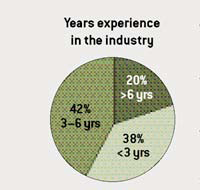 Years experience
in the industry
20%
>6 yrs
42%
3–6 yrs
38%
<3 yrs